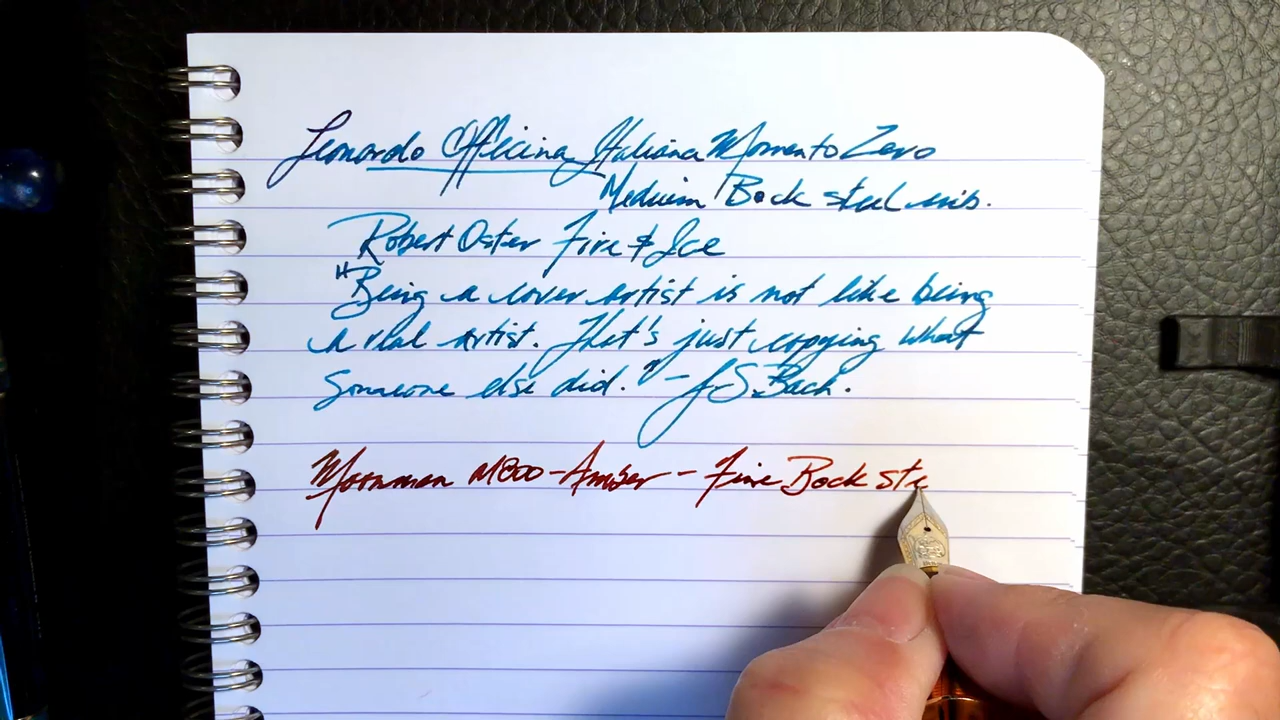 Leonardo Officina Italiana Momento Zero
Medium Bock steel nib.
Robert Oster Fire & Ice
"Being a cover artist is not like being
a real artist. That's just copying what
someone else did." - J.S. Bach.
Moonman M800 - Amber - Fine Bock ste